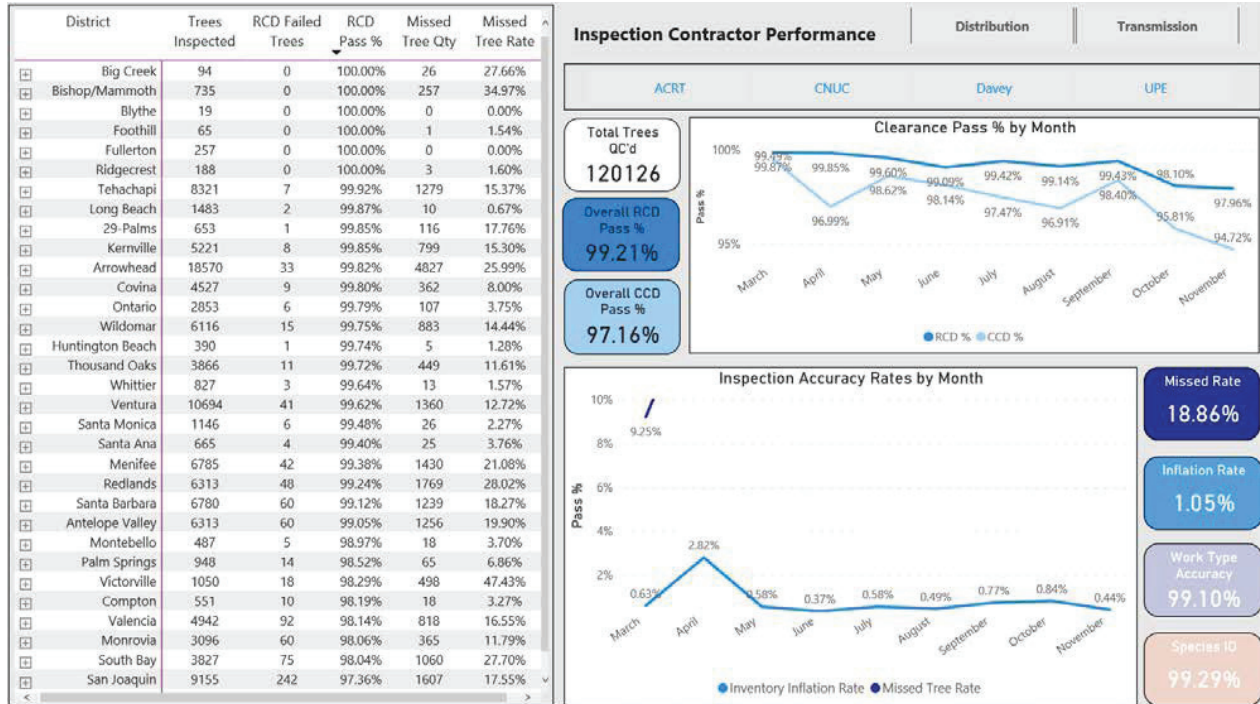 District Trees Inspected RCD Failed Trees RCD Pass % Missed Tree Qty Missed Tree Rate
Big Creek 94 0 100.00% 26 27.66%
Bishop/Mammoth 735 0 100.00% 257 34.97%
Blythe 19 0 100.00% 0 0.00%
Foothill 65 0 100.00% 1 1.54%
Fullerton 257 0 100.00% 0 0.00%
Ridgecrest 188 0 100.00% 3 1.60%
Tehachapi 8321 7 99.92% 1279 15.37%
Long Beach 1483 2 99.87% 10 0.67%
29-Palms 653 1 99.85% 116 17.76%
Kernville 5221 8 99.85% 799 15.30%
Arrowhead 18570 33 99.82% 4827 25.99%
Covina 4527 9 99.80% 362 8.00%
Ontario 2853 6 99.79% 107 3.75%
Wildomar 6116 15 99.75% 883 14.44%
Huntington Beach 390 1 99.74% 5 1.28%
Thousand Oaks 3866 11 99.72% 449 11.61%
Whittier 827 3 99.64% 13 1.57%
Ventura 10694 41 99.62% 1360 12.72%
Santa Monica 1146 6 99.48% 26 2.27%
Santa Ana 665 4 99.40% 25 3.76%
Menifee 6785 42 99.38% 1430 21.08%
Redlands 6313 48 99.24% 1769 28.02%
Santa Barbara 6780 60 99.12% 1239 18.27%
Antelope Valley 6313 60 99.05% 1256 19.90%
Montebello 487 5 98.97% 18 3.70%
Palm Springs 948 14 98.52% 65 6.86%
Victorville 1050 18 98.29% 498 47.43%
Compton 551 10 98.19% 18 3.27%
Valencia 4942 92 98.14% 818 16.55%
Monrovia 3096 60 98.06% 365 11.79%
South Bay 3827 75 98.04% 1060 27.70%
San Joaquin 9155 242 97.36% 1607 17.55%
Inspection Contractor Performance Distribution Transmission
ACRT CNUC Davey UPE
Total Trees
QC'd
120126
Overall RCD
Pass %
99.21%
Overall CCD
Pass %
97.16%
Clearance Pass % by Month
Pass %
100%
95%
99.49% 99.85% 99.60% 99.09% 99.42% 99.14% 99.43% 98.10% 97.96%
99.87% 96.99% 98.62% 98.14% 97.47% 96.91% 98.40% 95.81% 94.72%
March April May June July August September October November
RCD % CCD %
Inspection Accuracy Rates by Month
Pass %
10%
8%
6%
4%
2%
9.25%
0.63% 2.82% 0.58% 0.37% 0.58% 0.49% 0.77% 0.84% 0.44%
March April May June July August September October November
Inventory Inflation Rate Missed Tree Rate
Missed Rate
18.86%
Inflation Rate
1.05%
Work Type
Accuracy
99.10%
Species ID
99.29%